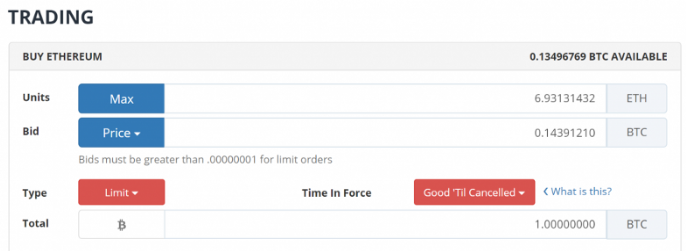 TRADING
BUY ETHEREUM 0.13496769 BTC AVAILABLE
Units Max 6.93131432 ETH
Bid Price 0.14391210 BTC
Bids must be greater than .00000001 for limit orders
Type Limit Time In Force Good 'Til Cancelled What is this?
Total ₿ 1.00000000 BTC